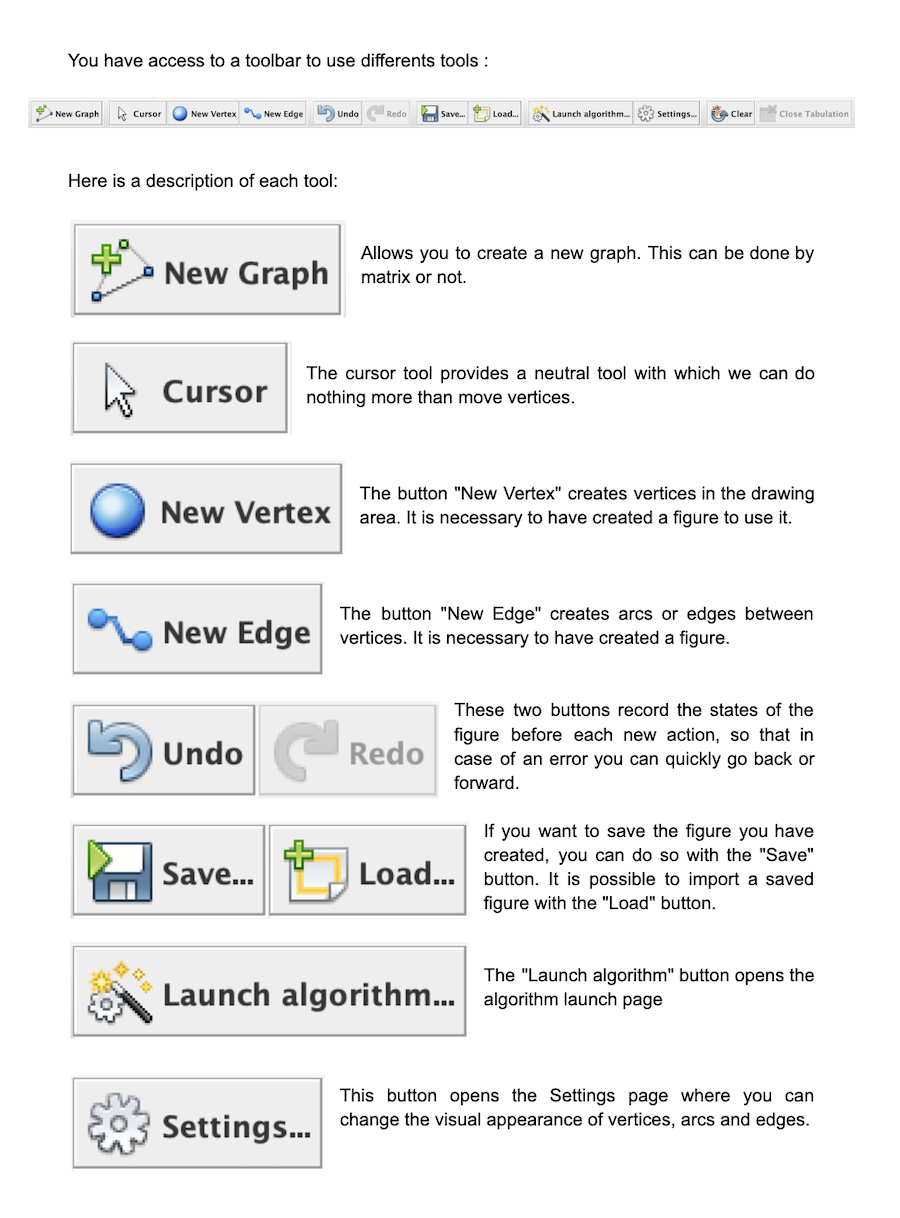 You have access to a toolbar to use differents tools :
New Graph Cursor New Vertex New Edge Undo Redo Save... Load... Launch algorithm... Settings... Clear Close Tabulation
Here is a description of each tool:
New Graph
Allows you to create a new graph. This can be done by
matrix or not.
Cursor
The cursor tool provides a neutral tool with which we can do
nothing more than move vertices.
New Vertex
The button "New Vertex" creates vertices in the drawing
area. It is necessary to have created a figure to use it.
New Edge
The button "New Edge" creates arcs or edges between
vertices. It is necessary to have created a figure.
Undo Redo
These two buttons record the states of the
figure before each new action, so that in
case of an error you can quickly go back or
forward.
Save... Load...
If you want to save the figure you have
created, you can do so with the "Save"
button. It is possible to import a saved
figure with the "Load" button.
Launch algorithm...
The "Launch algorithm" button opens the
algorithm launch page
Settings...
This button opens the Settings page where you can
change the visual appearance of vertices, arcs and edges.